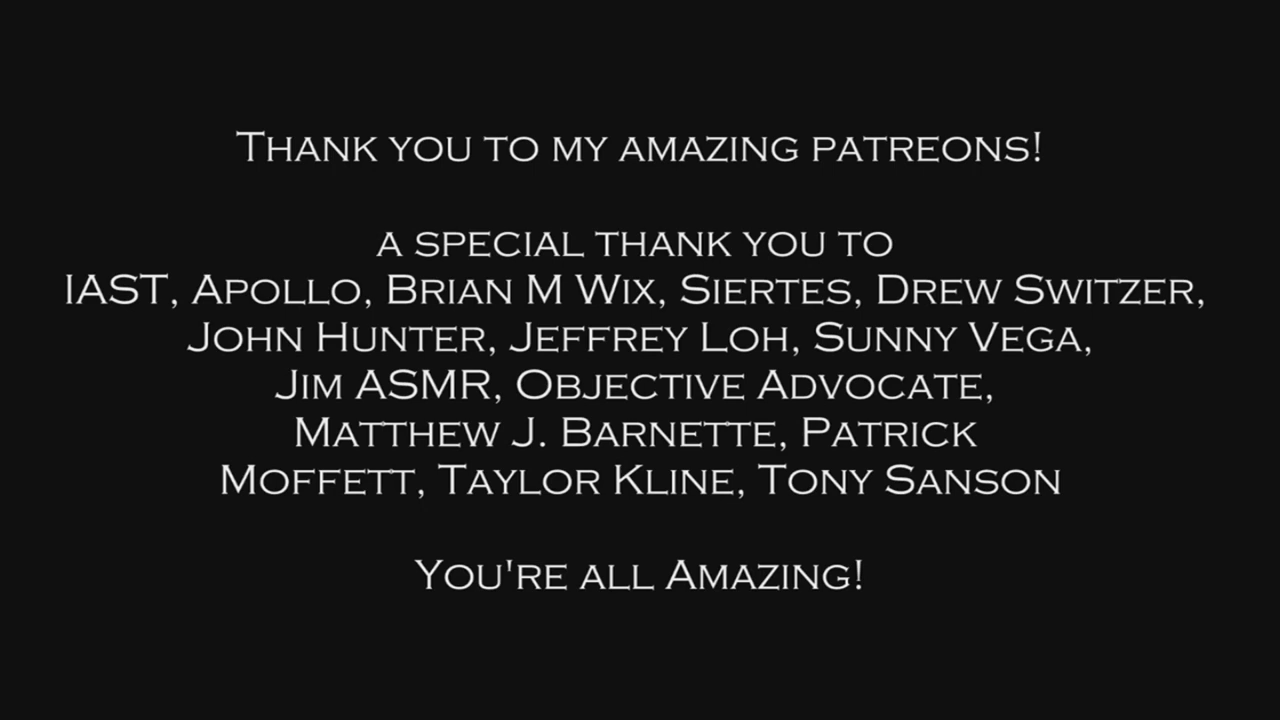 Thank you to my amazing patreons!
a special thank you to
IAST, Apollo, Brian M Wix, Siertes, Drew Switzer,
John Hunter, Jeffrey Loh, Sunny Vega,
Jim ASMR, Objective Advocate,
Matthew J. Barnette, Patrick
Moffett, Taylor Kline, Tony Sanson
You're all Amazing!